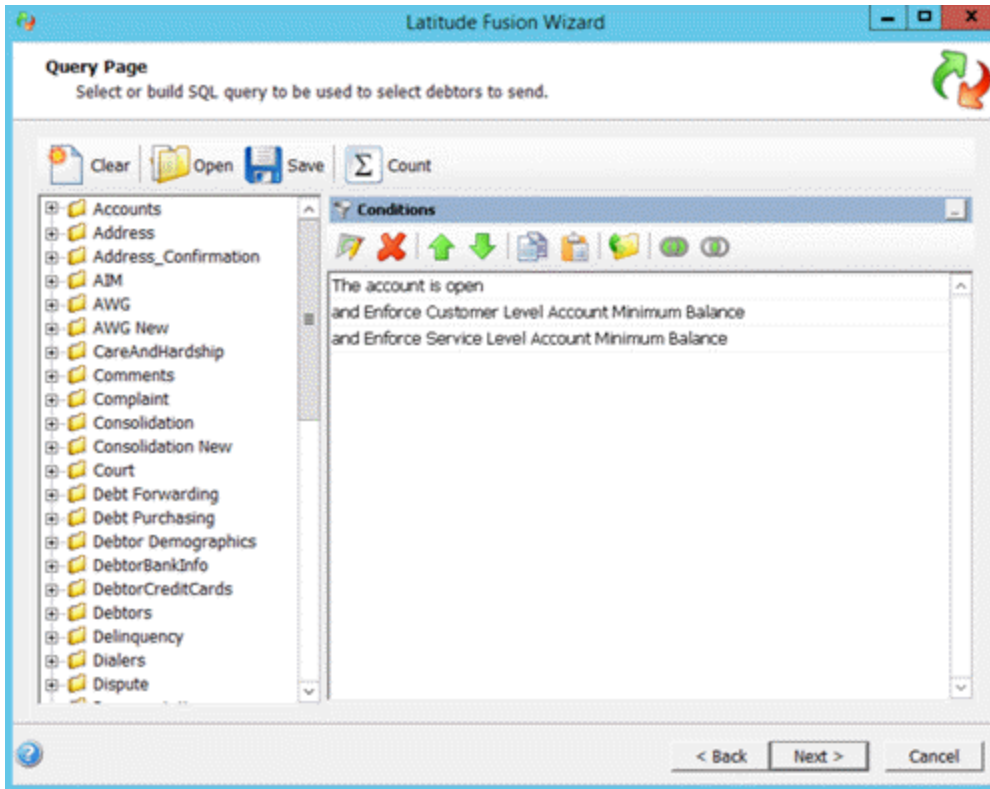 Latitude Fusion Wizard
Query Page
Select or build SQL query to be used to select debtors to send.
Clear Open Save Σ Count
Accounts
Address
Address_Confirmation
AIM
AWG
AWG New
CareAndHardship
Comments
Complaint
Consolidation
Consolidation New
Court
Debt Forwarding
Debt Purchasing
Debtor Demographics
DebtorBankInfo
DebtorCreditCards
Debtors
Delinquency
Dialers
Dispute
Conditions
The account is open
and Enforce Customer Level Account Minimum Balance
and Enforce Service Level Account Minimum Balance
< Back Next > Cancel